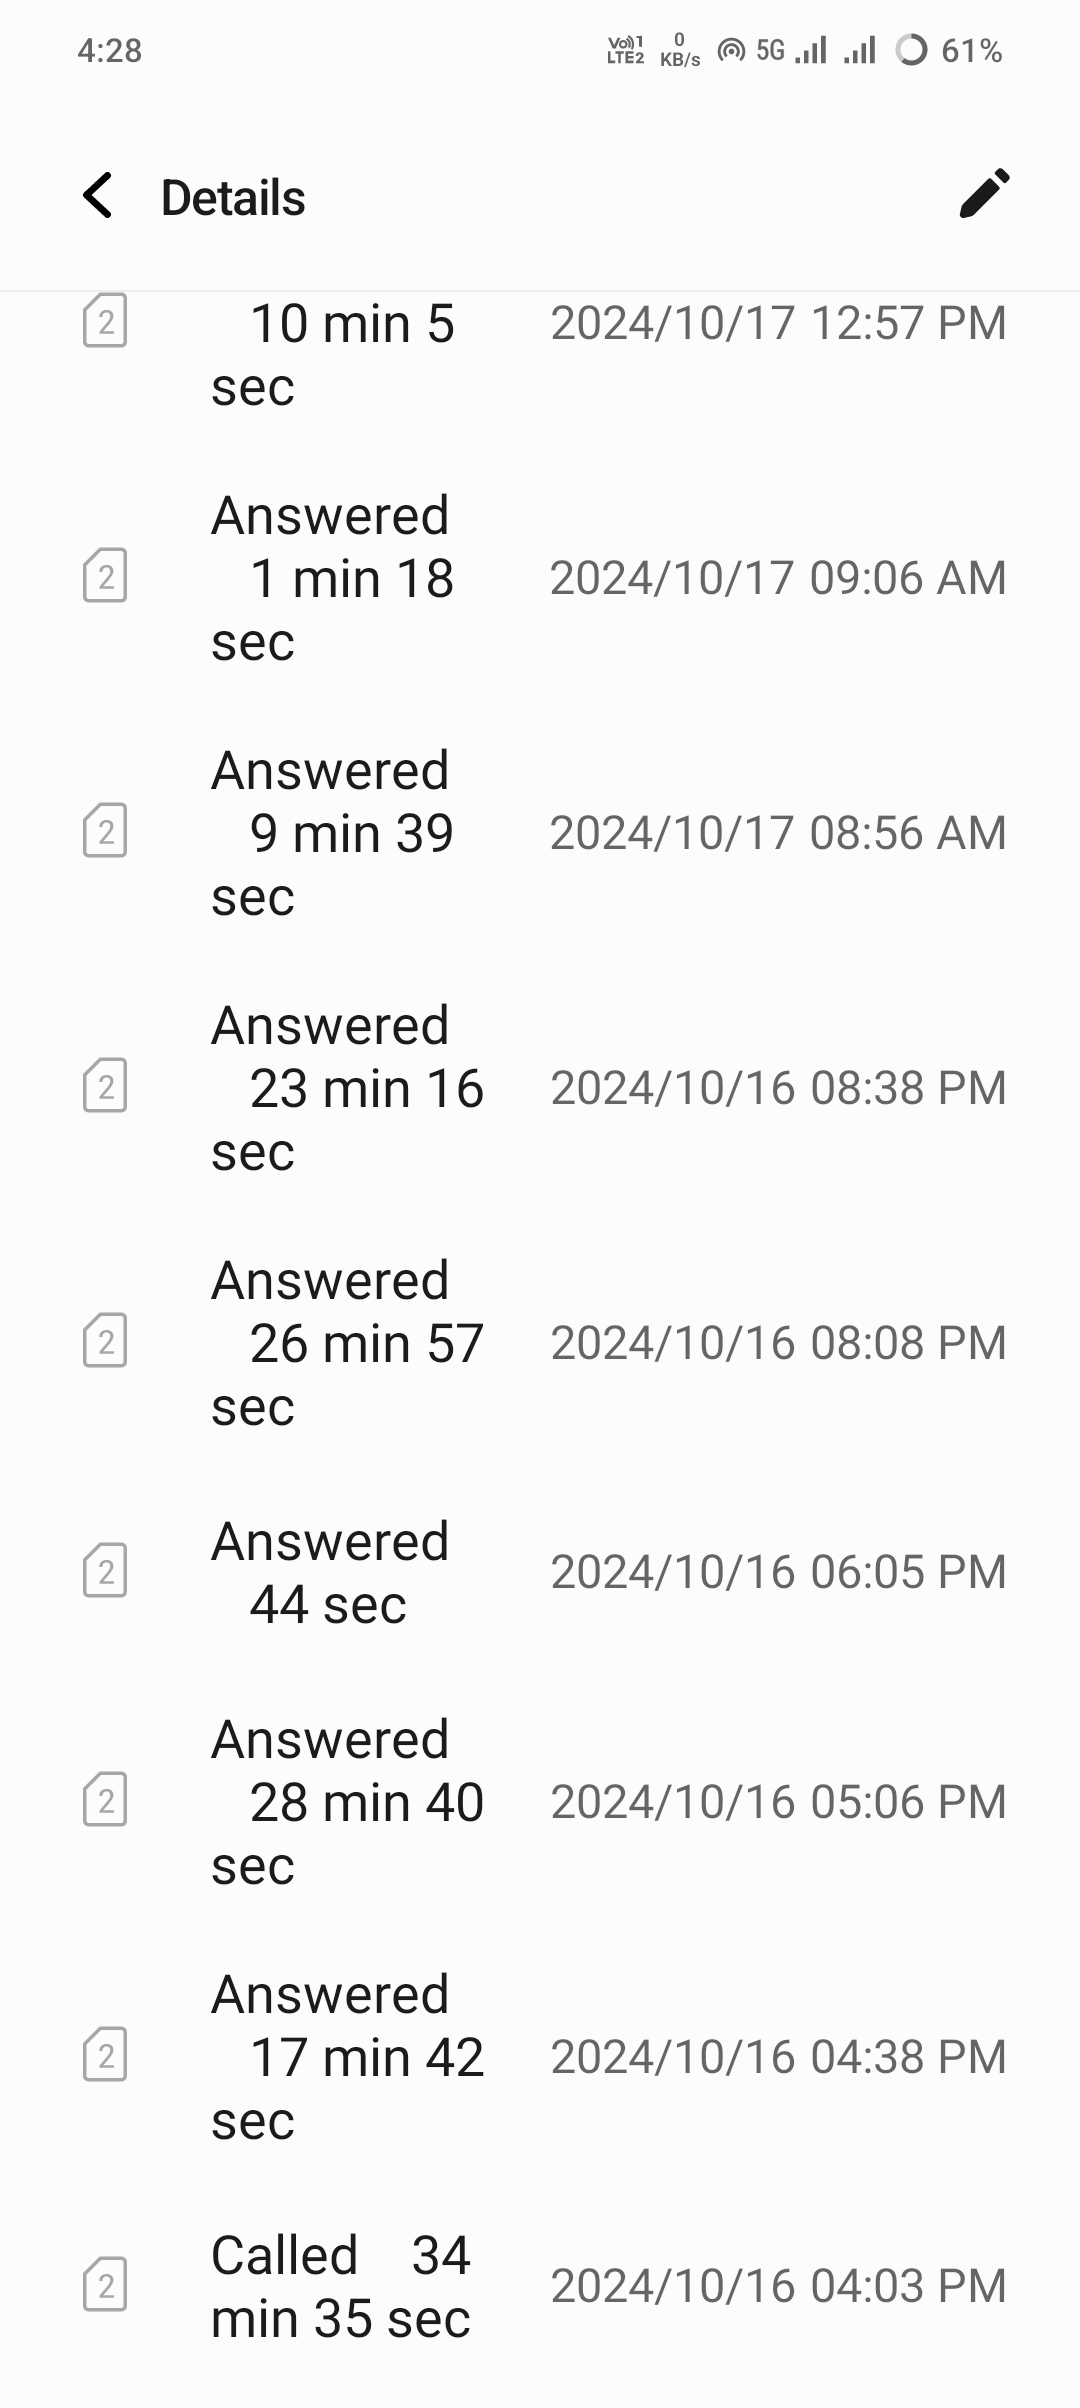 4:28 Vo)) 1 LTE2 0 KB/s 5G 61%
Details
2 10 min 5 sec 2024/10/17 12:57 PM
Answered
2 1 min 18 sec 2024/10/17 09:06 AM
Answered
2 9 min 39 sec 2024/10/17 08:56 AM
Answered
2 23 min 16 sec 2024/10/16 08:38 PM
Answered
2 26 min 57 sec 2024/10/16 08:08 PM
Answered
2 44 sec 2024/10/16 06:05 PM
Answered
2 28 min 40 sec 2024/10/16 05:06 PM
Answered
2 17 min 42 sec 2024/10/16 04:38 PM
Called 34
2 min 35 sec 2024/10/16 04:03 PM